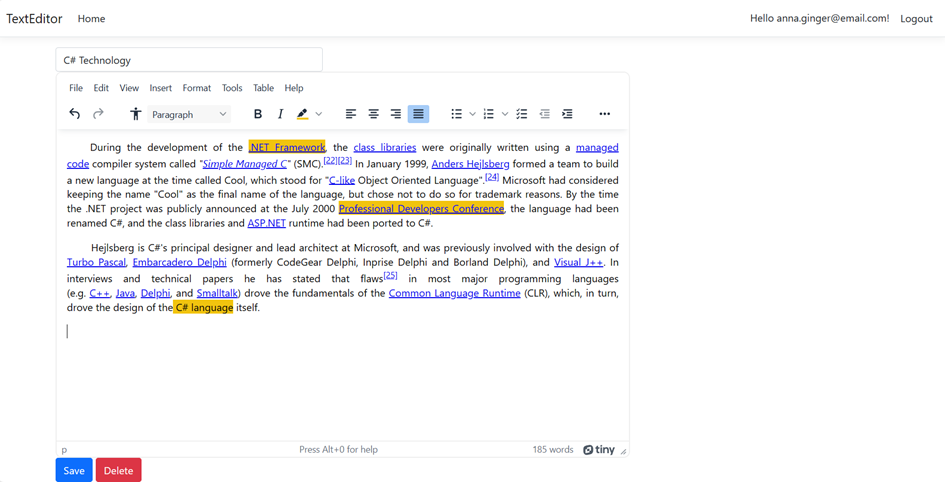 TextEditor Home Hello anna.ginger@email.com! Logout
C# Technology
File Edit View Insert Format Tools Table Help
Paragraph B I
During the development of the .NET Framework, the class libraries were originally written using a managed
code compiler system called "Simple Managed C" (SMC).[22][23] In January 1999, Anders Hejlsberg formed a team to build
a new language at the time called Cool, which stood for "C-like Object Oriented Language".[24] Microsoft had considered
keeping the name "Cool" as the final name of the language, but chose not to do so for trademark reasons. By the time
the .NET project was publicly announced at the July 2000 Professional Developers Conference, the language had been
renamed C#, and the class libraries and ASP.NET runtime had been ported to C#.
Hejlsberg is C#'s principal designer and lead architect at Microsoft, and was previously involved with the design of
Turbo Pascal, Embarcadero Delphi (formerly CodeGear Delphi, Inprise Delphi and Borland Delphi), and Visual J++. In
interviews and technical papers he has stated that flaws[25] in most major programming languages
(e.g. C++, Java, Delphi, and Smalltalk) drove the fundamentals of the Common Language Runtime (CLR), which, in turn,
drove the design of the C# language itself.
p Press Alt+0 for help 185 words tiny
Save Delete